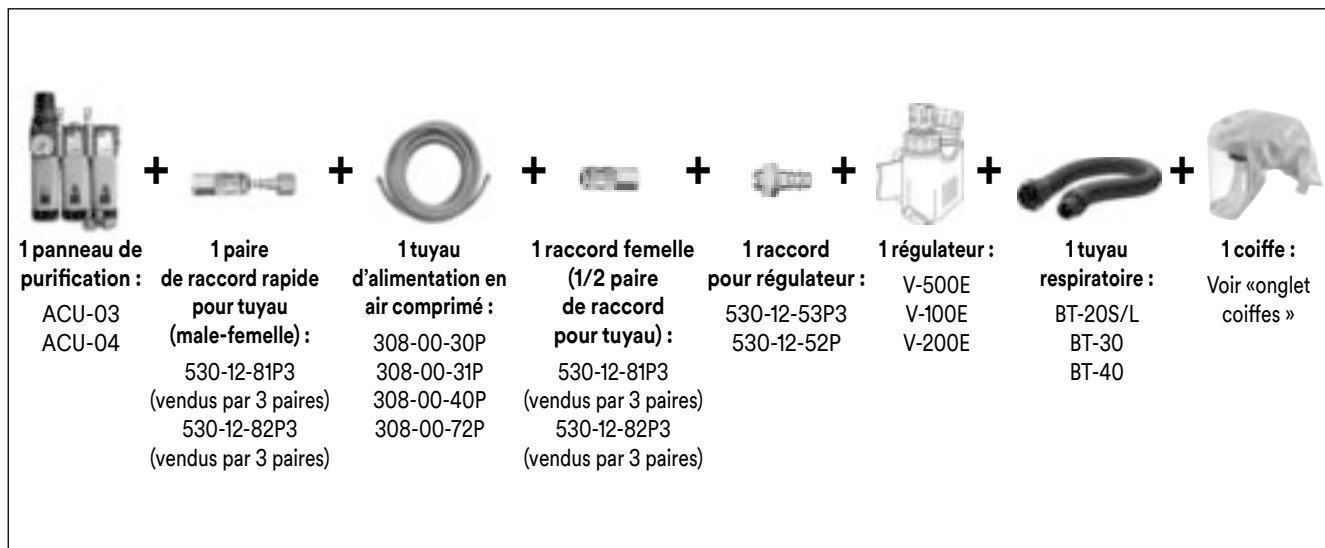 + + + + + + +
1 panneau de
purification :
ACU-03
ACU-04
1 paire
de raccord rapide
pour tuyau
(male-femelle) :
530-12-81P3
(vendus par 3 paires)
530-12-82P3
(vendus par 3 paires)
1 tuyau
d’alimentation en
air comprimé :
308-00-30P
308-00-31P
308-00-40P
308-00-72P
1 raccord femelle
(1/2 paire
de raccord
pour tuyau) :
530-12-81P3
(vendus par 3 paires)
530-12-82P3
(vendus par 3 paires)
1 raccord
pour régulateur :
530-12-53P3
530-12-52P
1 régulateur :
V-500E
V-100E
V-200E
1 tuyau
respiratoire :
BT-20S/L
BT-30
BT-40
1 coiffe :
Voir «onglet
coiffes »